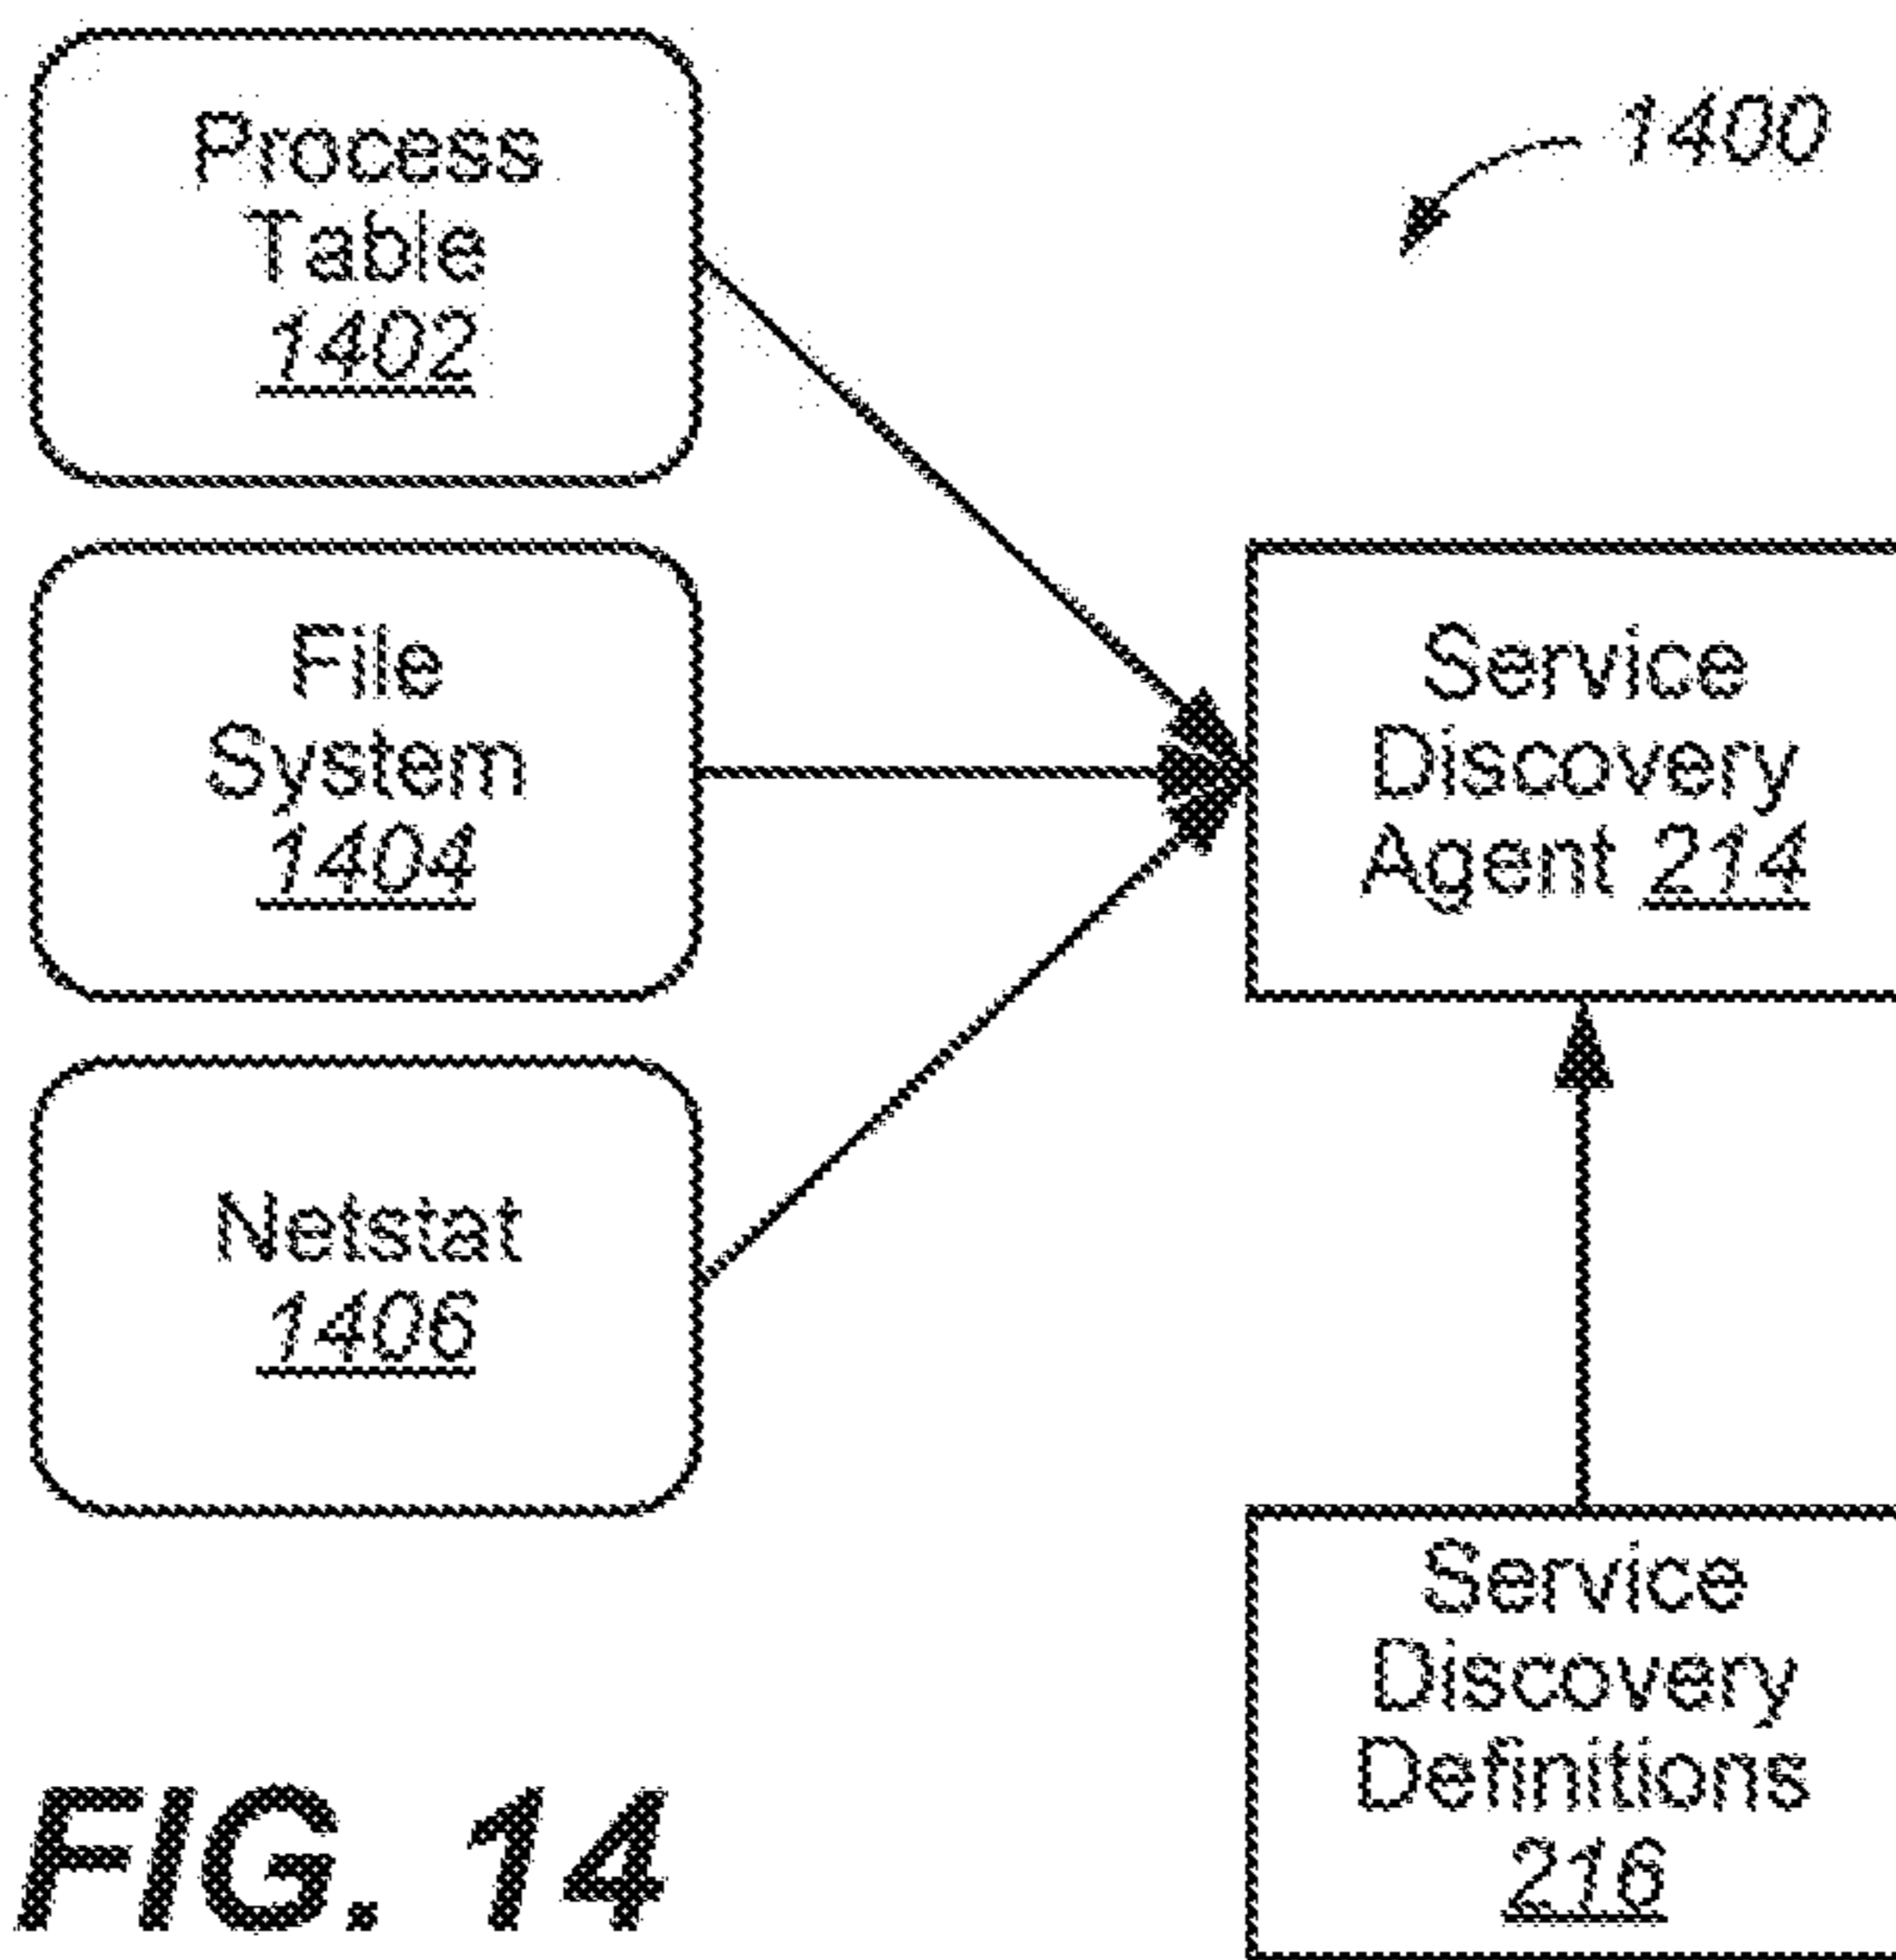 Process
Table
1402
1400
File
System
1404
Service
Discovery
Agent 214
Netstat
1406
Service
Discovery
Definitions
216
FIG. 14